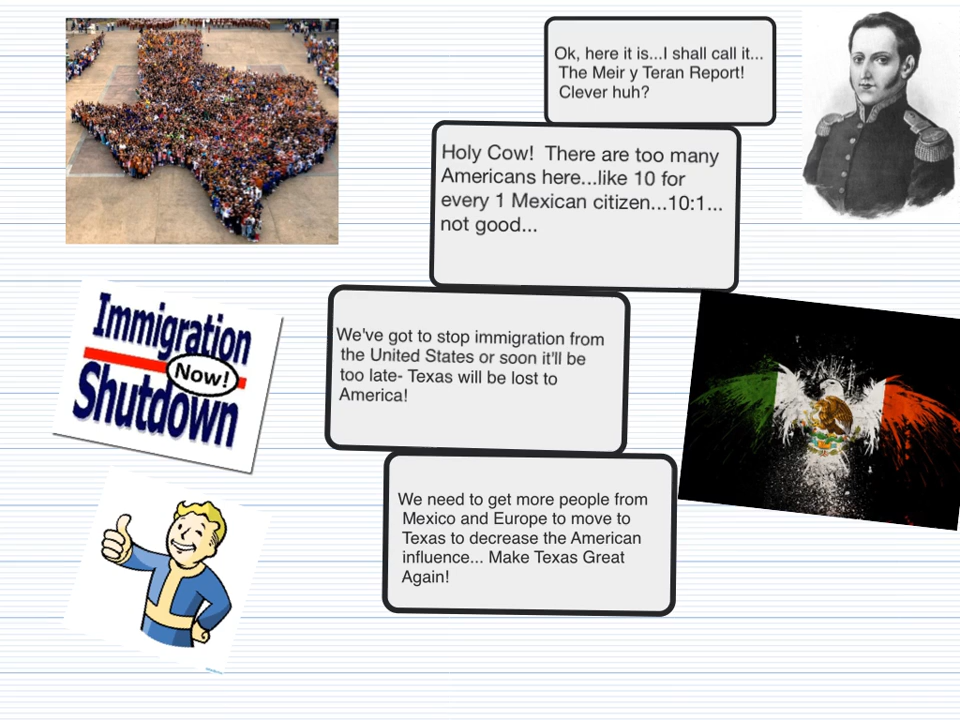 Ok, here it is...I shall call it...
The Meir y Teran Report!
Clever huh?
Holy Cow!  There are too many
Americans here...like 10 for
every 1 Mexican citizen...10:1...
not good...
We've got to stop immigration from
the United States or soon it'll be
too late- Texas will be lost to
America!
Immigration
Now!
Shutdown
We need to get more people from
Mexico and Europe to move to
Texas to decrease the American
influence... Make Texas Great
Again!